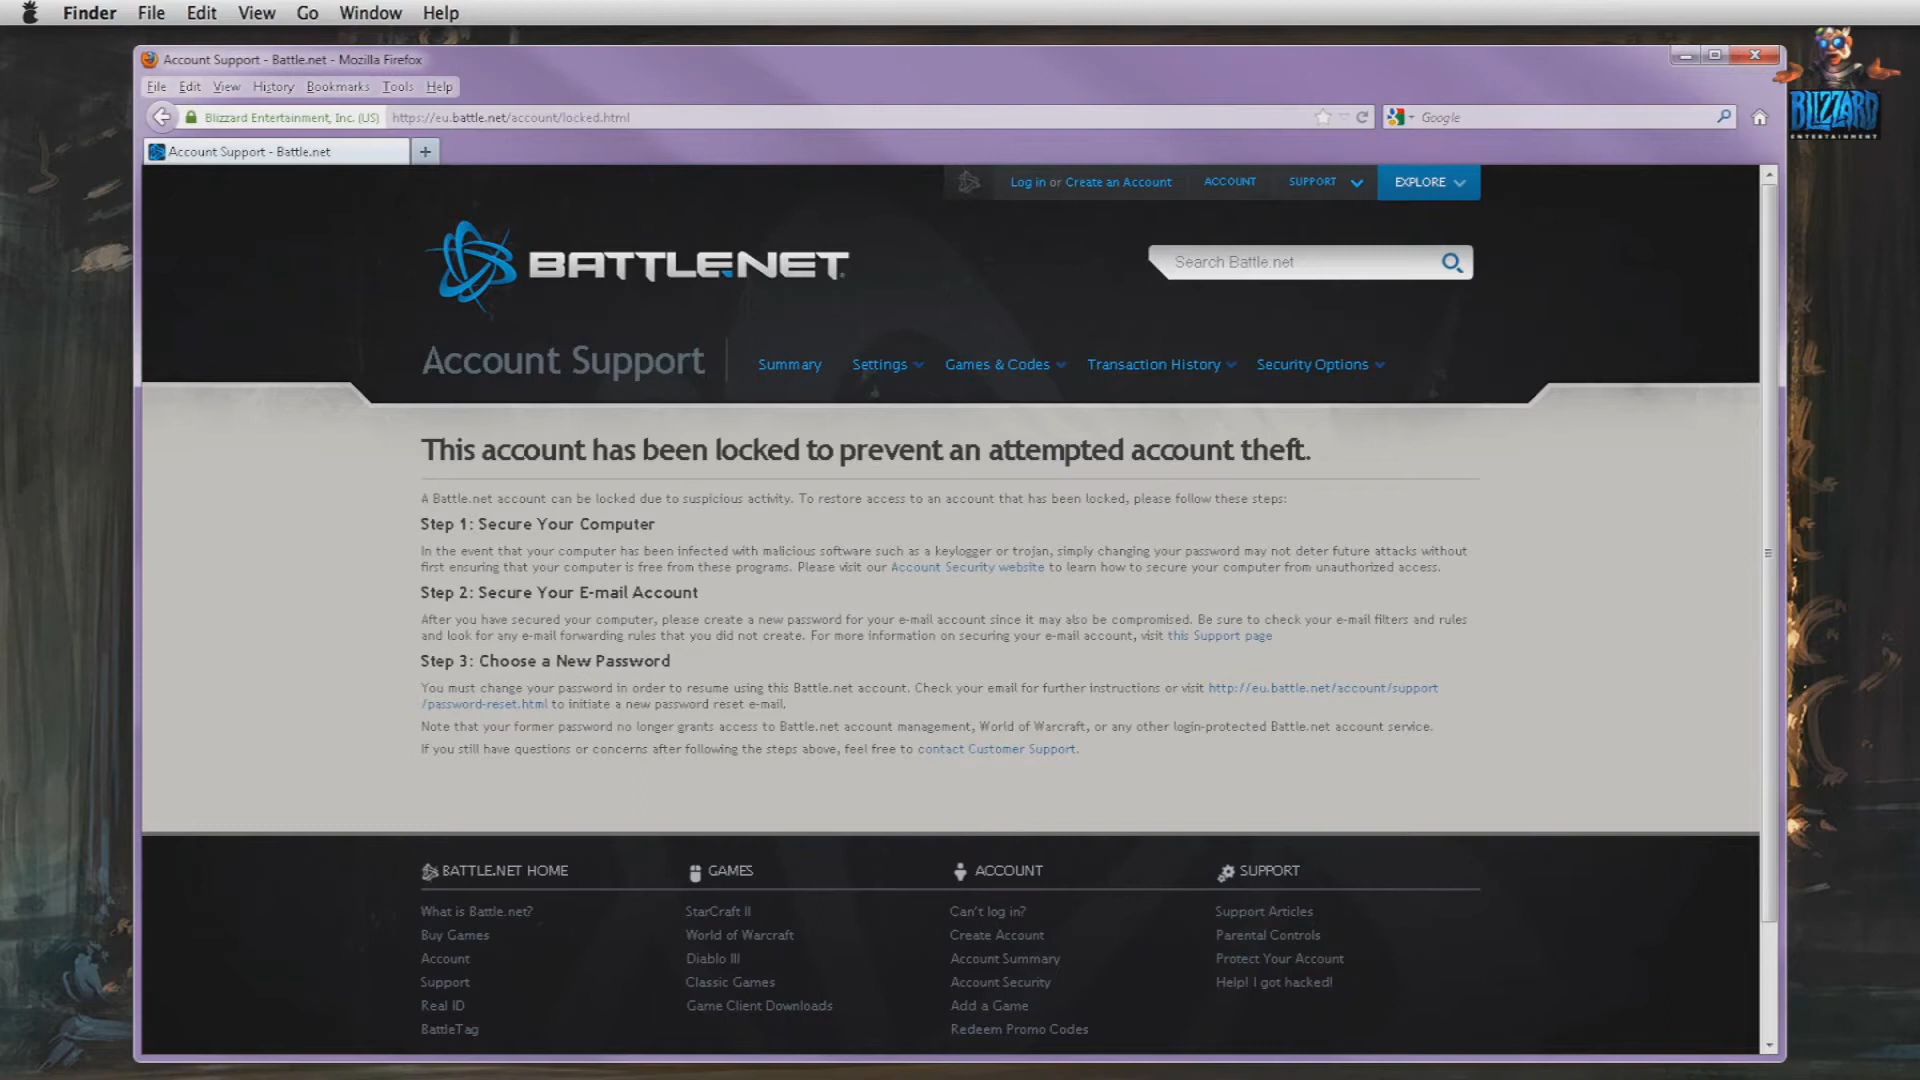 Finder File Edit View Go Window Help
Account Support - Battle.net - Mozilla Firefox
File Edit View History Bookmarks Tools Help
Blizzard Entertainment, Inc. (US) https://eu.battle.net/account/locked.html Google
Account Support - Battle.net +
BLIZZARD
ENTERTAINMENT
Log in or Create an Account ACCOUNT SUPPORT EXPLORE
BATTLE.NET
Search Battle.net
Account Support Summary Settings Games & Codes Transaction History Security Options
This account has been locked to prevent an attempted account theft.
A Battle.net account can be locked due to suspicious activity. To restore access to an account that has been locked, please follow these steps:
Step 1: Secure Your Computer
In the event that your computer has been infected with malicious software such as a keylogger or trojan, simply changing your password may not deter future attacks without
first ensuring that your computer is free from these programs. Please visit our Account Security website to learn how to secure your computer from unauthorized access.
Step 2: Secure Your E-mail Account
After you have secured your computer, please create a new password for your e-mail account since it may also be compromised. Be sure to check your e-mail filters and rules
and look for any e-mail forwarding rules that you did not create. For more information on securing your e-mail account, visit this Support page
Step 3: Choose a New Password
You must change your password in order to resume using this Battle.net account. Check your email for further instructions or visit http://eu.battle.net/account/support
/password-reset.html to initiate a new password reset e-mail.
Note that your former password no longer grants access to Battle.net account management, World of Warcraft, or any other login-protected Battle.net account service.
If you still have questions or concerns after following the steps above, feel free to contact Customer Support.
BATTLE.NET HOME GAMES ACCOUNT SUPPORT
What is Battle.net? StarCraft II Can't log in? Support Articles
Buy Games World of Warcraft Create Account Parental Controls
Account Diablo III Account Summary Protect Your Account
Support Classic Games Account Security Help! I got hacked!
Real ID Game Client Downloads Add a Game
BattleTag Redeem Promo Codes